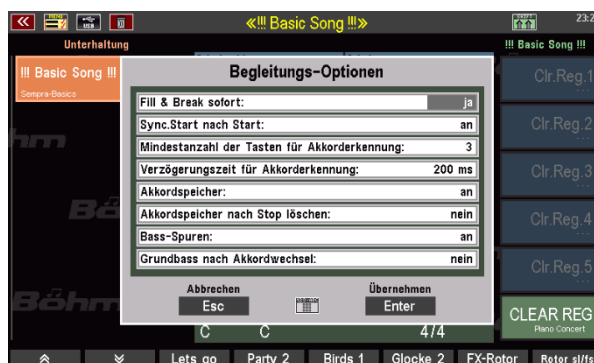 «!!! Basic Song !!!»
23:2
Unterhaltung
!!! Basic Song !!!
!!! Basic Song !!!
Sempra-Basics
Begleitungs-Optionen
Fill & Break sofort: ja
Sync.Start nach Start: an
Mindestanzahl der Tasten für Akkorderkennung: 3
Verzögerungszeit für Akkorderkennung: 200 ms
Akkordspeicher: an
Akkordspeicher nach Stop löschen: nein
Bass-Spuren: an
Grundbass nach Akkordwechsel: nein
Abbrechen
Esc
Übernehmen
Enter
Clr.Reg.1
Clr.Reg.2
Clr.Reg.3
Clr.Reg.4
Clr.Reg.5
CLEAR REG
Piano Concert
C C 4/4
Lets go Party 2 Birds 1 Glocke 2 FX-Rotor Rotor sl/fs
Böhm